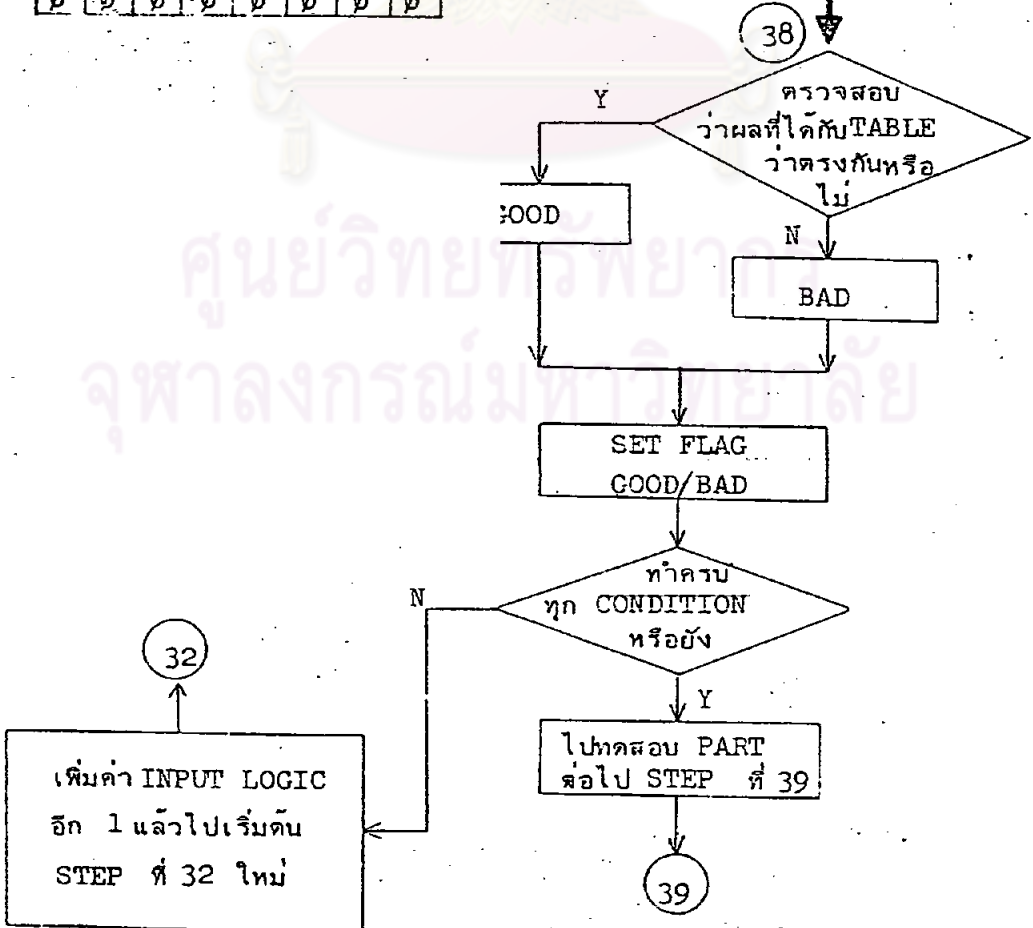 ø ø ø ø ø ø ø ø
38
ตรวจสอบ
ว่าผลที่ได้กับTABLE
ว่าตรงกันหรือ
ไม่
Y
GOOD
N
BAD
ศูนย์วิทยทรัพยากร
จุฬาลงกรณ์มหาวิทยาลัย
SET FLAG
GOOD/BAD
ทำครบ
ทุก CONDITION
หรือยัง
N
Y
32
เพิ่มค่า INPUT LOGIC
อีก 1 แล้วไปเริ่มต้น
STEP ที่ 32 ใหม่
ไปทดสอบ PART
ต่อไป STEP ที่ 39
39